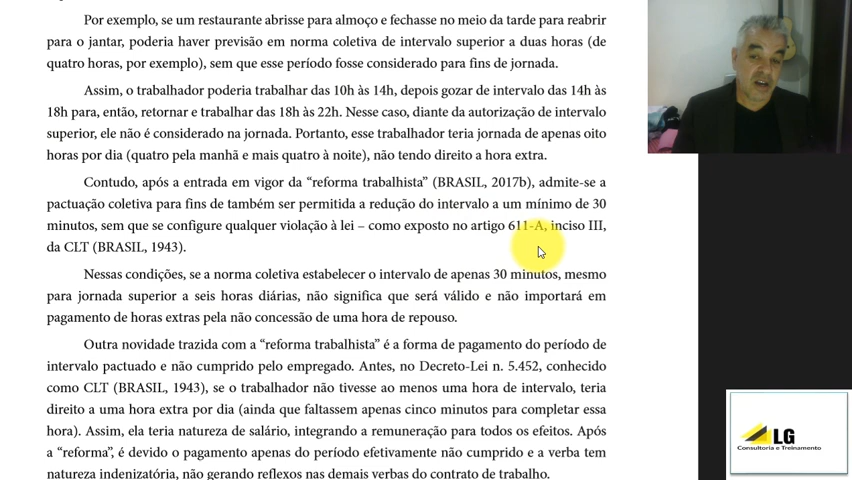 Por exemplo, se um restaurante abrisse para almoço e fechasse no meio da tarde para reabrir
para o jantar, poderia haver previsão em norma coletiva de intervalo superior a duas horas (de
quatro horas, por exemplo), sem que esse período fosse considerado para fins de jornada.
Assim, o trabalhador poderia trabalhar das 10h às 14h, depois gozar de intervalo das 14h às
18h para, então, retornar e trabalhar das 18h às 22h. Nesse caso, diante da autorização de intervalo
superior, ele não é considerado na jornada. Portanto, esse trabalhador teria jornada de apenas oito
horas por dia (quatro pela manhã e mais quatro à noite), não tendo direito a hora extra.
Contudo, após a entrada em vigor da “reforma trabalhista” (BRASIL, 2017b), admite-se a
pactuação coletiva para fins de também ser permitida a redução do intervalo a um mínimo de 30
minutos, sem que se configure qualquer violação à lei – como exposto no artigo 611-A, inciso III,
da CLT (BRASIL, 1943).
Nessas condições, se a norma coletiva estabelecer o intervalo de apenas 30 minutos, mesmo
para jornada superior a seis horas diárias, não significa que será válido e não importará em
pagamento de horas extras pela não concessão de uma hora de repouso.
Outra novidade trazida com a “reforma trabalhista” é a forma de pagamento do período de
intervalo pactuado e não cumprido pelo empregado. Antes, no Decreto-Lei n. 5.452, conhecido
como CLT (BRASIL, 1943), se o trabalhador não tivesse ao menos uma hora de intervalo, teria
direito a uma hora extra por dia (ainda que faltassem apenas cinco minutos para completar essa
hora). Assim, ela teria natureza de salário, integrando a remuneração para todos os efeitos. Após
a “reforma”, é devido o pagamento apenas do período efetivamente não cumprido e a verba tem
natureza indenizatória, não gerando reflexos nas demais verbas do contrato de trabalho.
LG
Consultoria e Treinamento